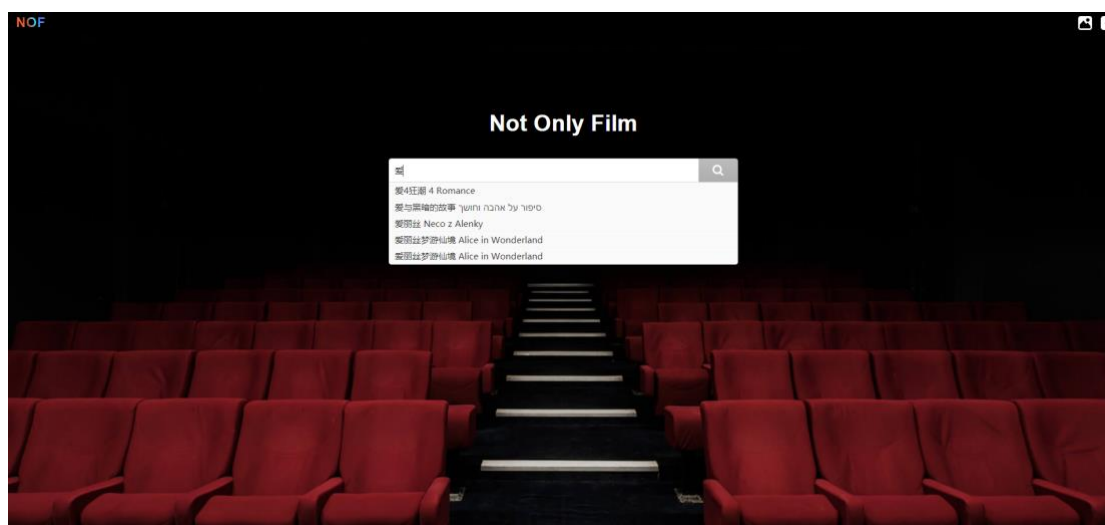 NOF
Not Only Film
爱
爱4狂潮 4 Romance
爱与黑暗的故事 סיפור על אהבה וחושך
爱丽丝 Neco z Alenky
爱丽丝梦游仙境 Alice in Wonderland
爱丽丝梦游仙境 Alice in Wonderland